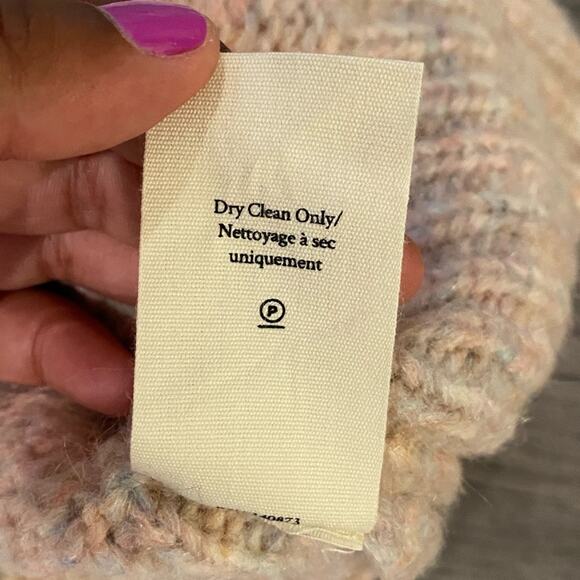 Dry Clean Only/
Nettoyage à sec
uniquement
P